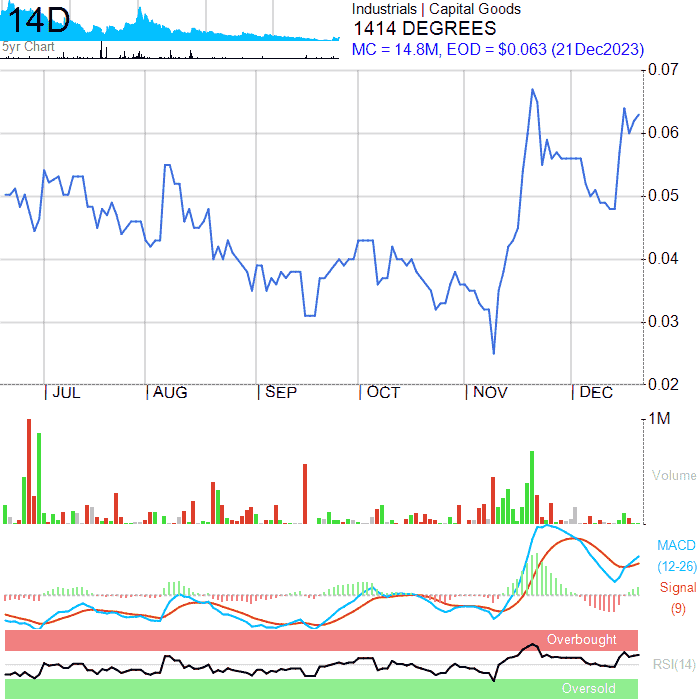 14D
5yr Chart
Industrials | Capital Goods
1414 DEGREES
MC = 14.8M, EOD = $0.063 (21Dec2023)
0.07
0.06
0.05
0.04
0.03
0.02
JUL AUG SEP OCT NOV DEC
1M
Volume
MACD
(12-26)
Signal
(9)
Overbought
RSI(14)
Oversold